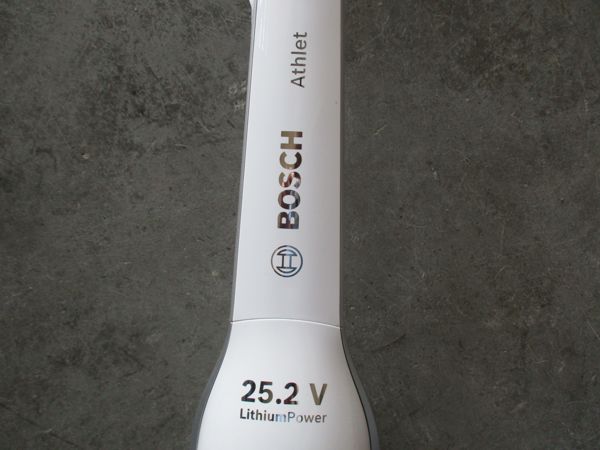 Athlet
BOSCH
25.2 V
LithiumPower